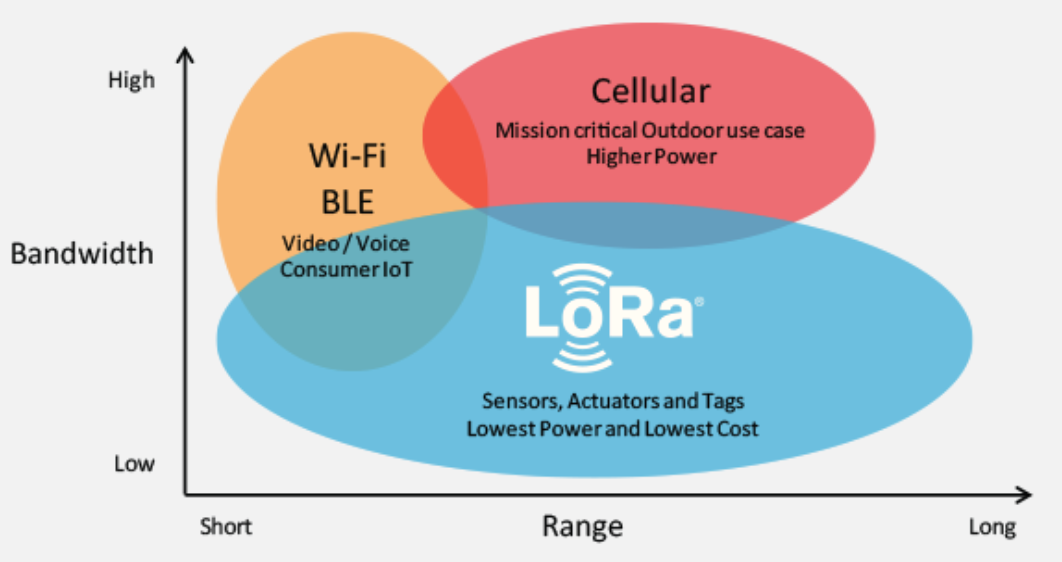 High
Bandwidth
Low
Wi-Fi
BLE
Video / Voice
Consumer IoT
Cellular
Mission critical Outdoor use case
Higher Power
LoRa®
Sensors, Actuators and Tags
Lowest Power and Lowest Cost
Short
Range
Long